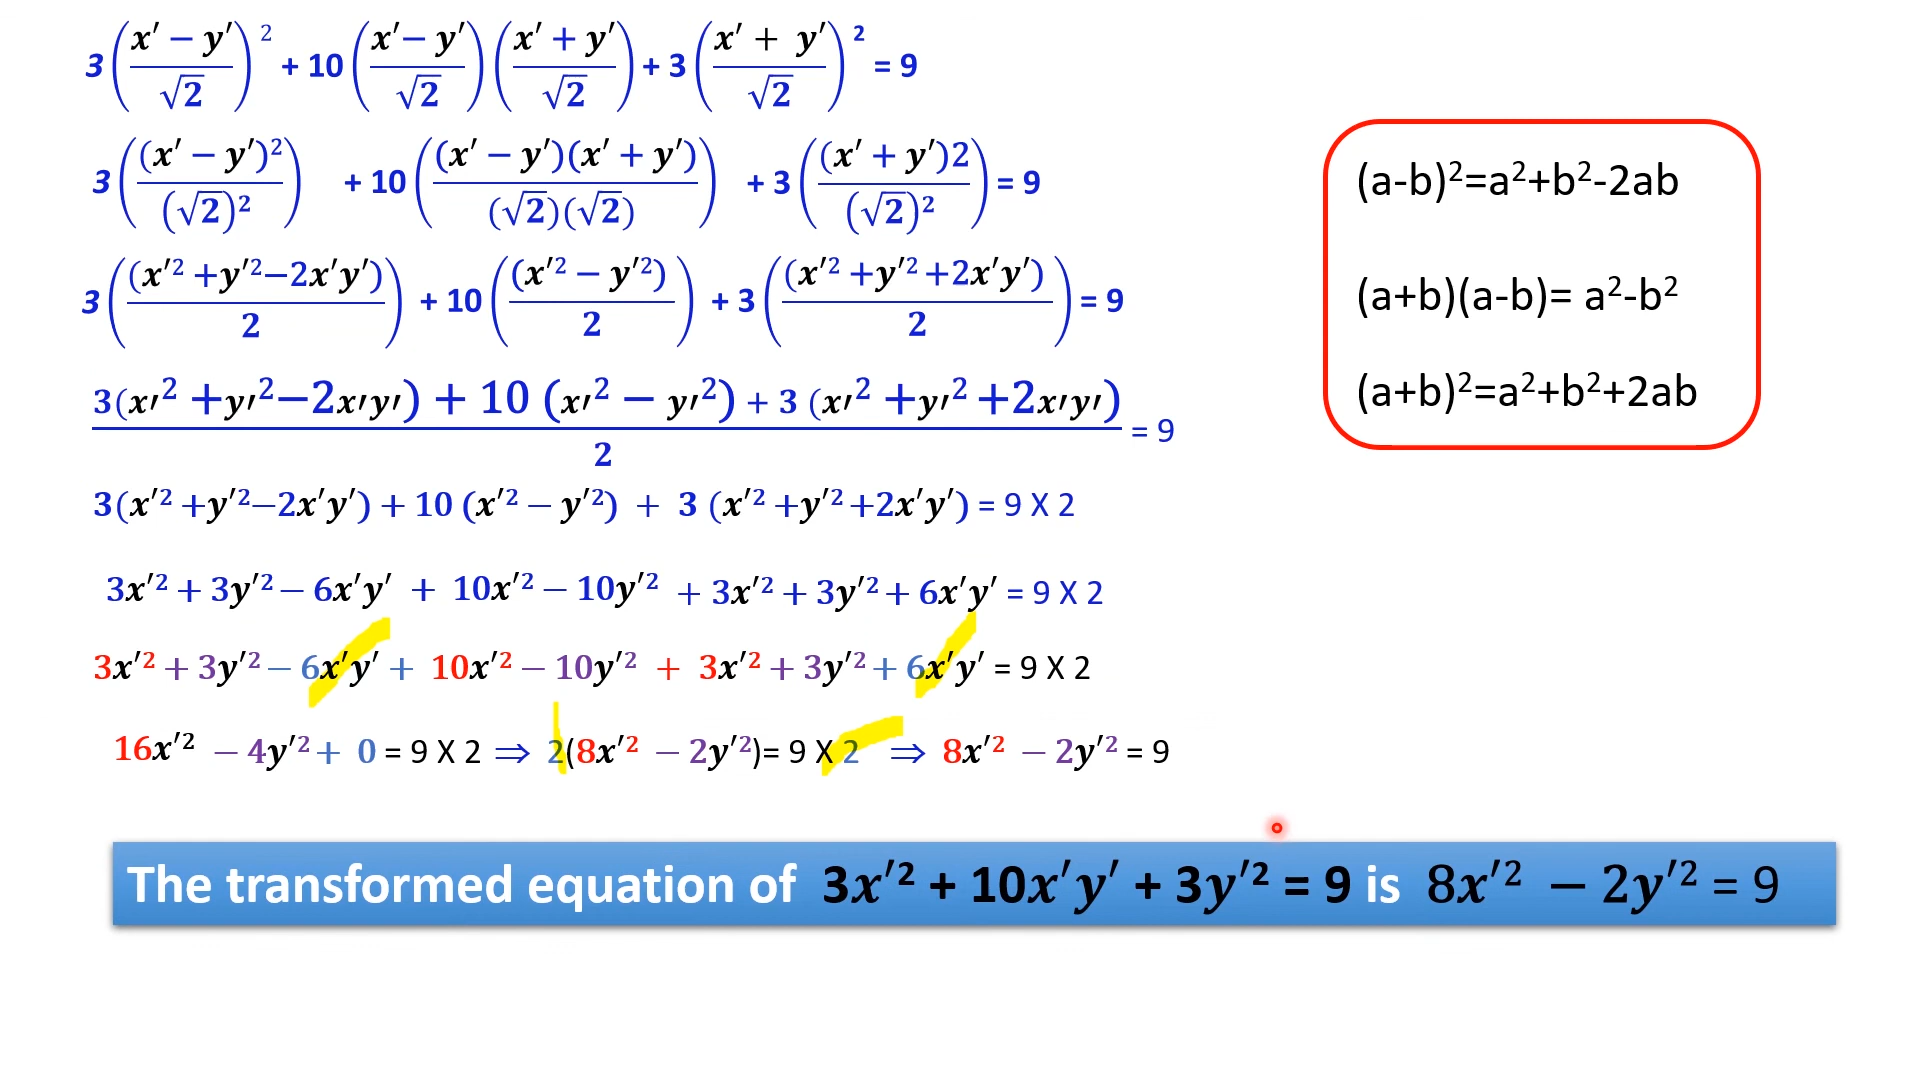 3((x′ − y′)/√2)² + 10((x′− y′)/√2)((x′ + y′)/√2) + 3((x′ + y′)/√2)² = 9
3((x′ − y′)²/(√2)²) + 10((x′ − y′)(x′ + y′)/(√2)(√2)) + 3((x′ + y′)2/(√2)²) = 9
3((x′² +y′²−2x′y′)/2) + 10((x′² − y′²)/2) + 3((x′² +y′² +2x′y′)/2) = 9
(3(x′² +y′²−2x′y′) + 10 (x′² − y′²) + 3 (x′² +y′² +2x′y′))/2 = 9
3(x′² +y′²−2x′y′) + 10 (x′² − y′²) + 3 (x′² +y′² +2x′y′) = 9 X 2
3x′² + 3y′² − 6x′y′ + 10x′² − 10y′² + 3x′² + 3y′² + 6x′y′ = 9 X 2
3x′² + 3y′² − 6x′y′ + 10x′² − 10y′² + 3x′² + 3y′² + 6x′y′ = 9 X 2
16x′² − 4y′² + 0 = 9 X 2 ⇒ 2(8x′² − 2y′²)= 9 X 2 ⇒ 8x′² − 2y′² = 9
The transformed equation of 3x′² + 10x′y′ + 3y′² = 9 is 8x′² − 2y′² = 9
(a-b)²=a²+b²-2ab
(a+b)(a-b)= a²-b²
(a+b)²=a²+b²+2ab